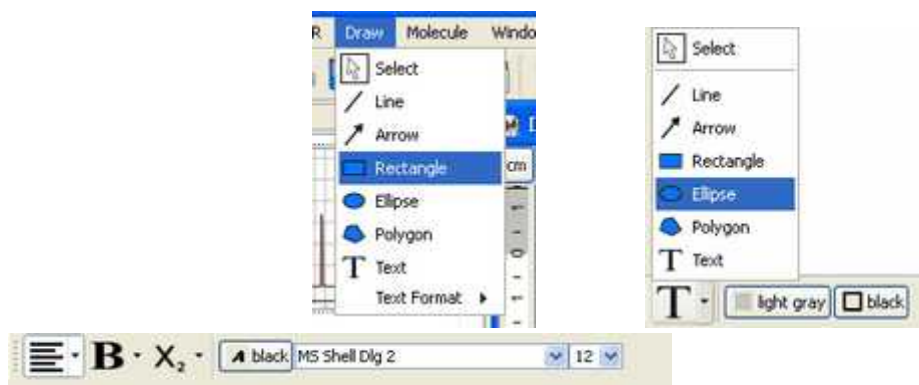 R Draw Molecule Windo
Select
Line
Arrow
Rectangle
Ellipse
Polygon
Text
Text Format
cm
Select
Line
Arrow
Rectangle
Ellipse
Polygon
Text
T light gray black
B X₂ A black MS Shell Dlg 2 12